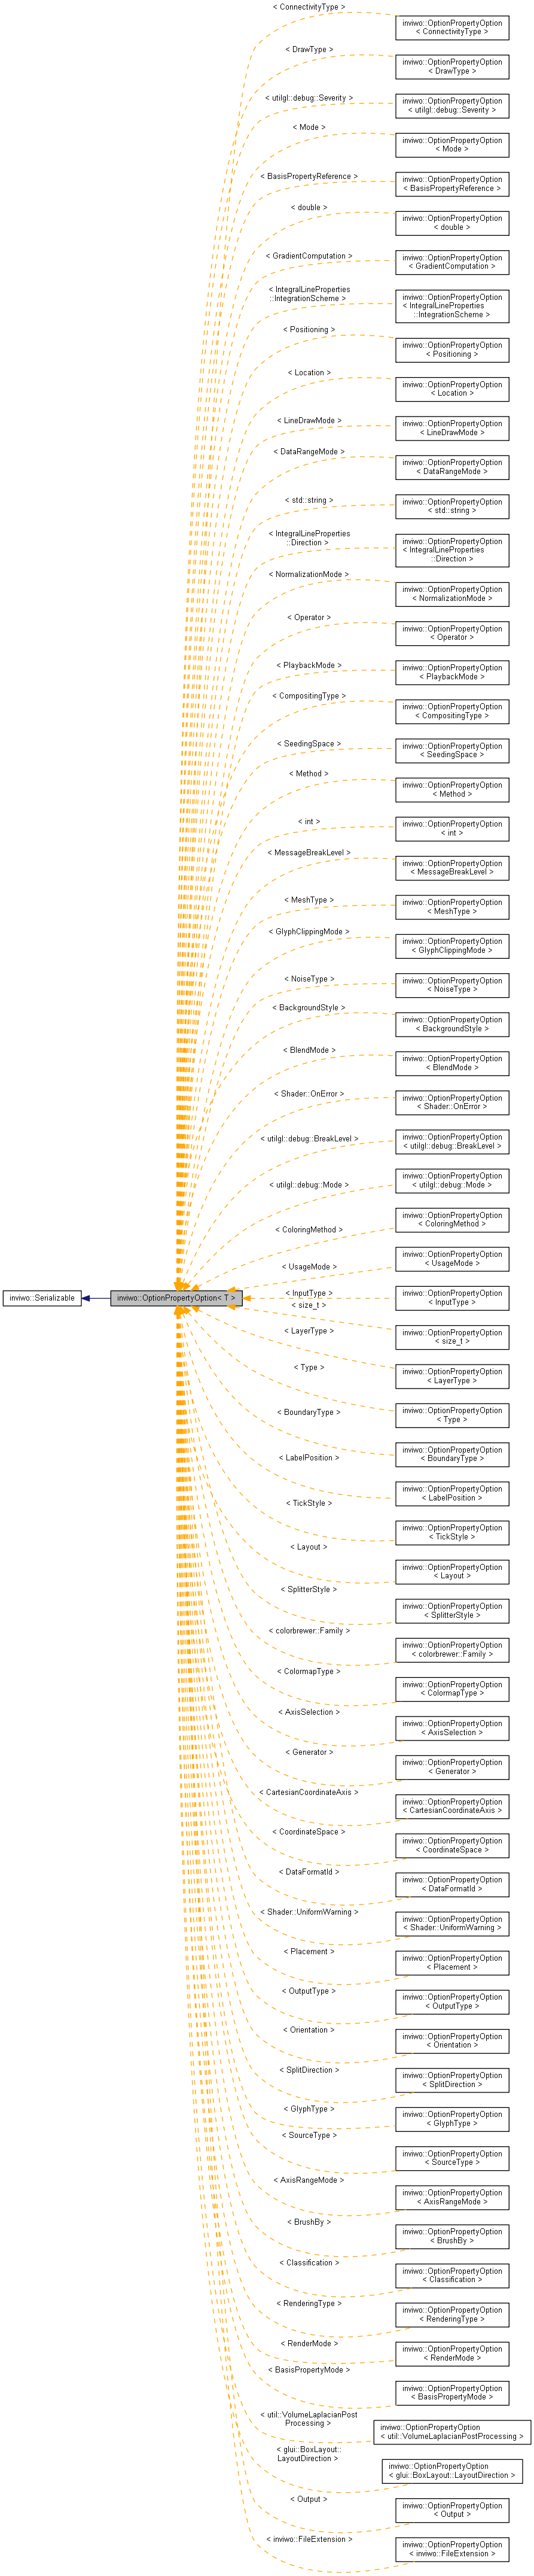 < ConnectivityType >
inviwo::OptionPropertyOption
< ConnectivityType >
< DrawType >
inviwo::OptionPropertyOption
< DrawType >
< utilgl::debug::Severity >
inviwo::OptionPropertyOption
< utilgl::debug::Severity >
< Mode >
inviwo::OptionPropertyOption
< Mode >
< BasisPropertyReference >
inviwo::OptionPropertyOption
< BasisPropertyReference >
< double >
inviwo::OptionPropertyOption
< double >
< GradientComputation >
inviwo::OptionPropertyOption
< GradientComputation >
< IntegralLineProperties
::IntegrationScheme >
inviwo::OptionPropertyOption
< IntegralLineProperties
::IntegrationScheme >
< Positioning >
inviwo::OptionPropertyOption
< Positioning >
< Location >
inviwo::OptionPropertyOption
< Location >
< LineDrawMode >
inviwo::OptionPropertyOption
< LineDrawMode >
< DataRangeMode >
inviwo::OptionPropertyOption
< DataRangeMode >
< std::string >
inviwo::OptionPropertyOption
< std::string >
< IntegralLineProperties
::Direction >
inviwo::OptionPropertyOption
< IntegralLineProperties
::Direction >
< NormalizationMode >
inviwo::OptionPropertyOption
< NormalizationMode >
< Operator >
inviwo::OptionPropertyOption
< Operator >
< PlaybackMode >
inviwo::OptionPropertyOption
< PlaybackMode >
< CompositingType >
inviwo::OptionPropertyOption
< CompositingType >
< SeedingSpace >
inviwo::OptionPropertyOption
< SeedingSpace >
< Method >
inviwo::OptionPropertyOption
< Method >
< int >
inviwo::OptionPropertyOption
< int >
< MessageBreakLevel >
inviwo::OptionPropertyOption
< MessageBreakLevel >
< MeshType >
inviwo::OptionPropertyOption
< MeshType >
< GlyphClippingMode >
inviwo::OptionPropertyOption
< GlyphClippingMode >
< NoiseType >
inviwo::OptionPropertyOption
< NoiseType >
< BackgroundStyle >
inviwo::OptionPropertyOption
< BackgroundStyle >
< BlendMode >
inviwo::OptionPropertyOption
< BlendMode >
< Shader::OnError >
inviwo::OptionPropertyOption
< Shader::OnError >
< utilgl::debug::BreakLevel >
inviwo::OptionPropertyOption
< utilgl::debug::BreakLevel >
< utilgl::debug::Mode >
inviwo::OptionPropertyOption
< utilgl::debug::Mode >
< ColoringMethod >
inviwo::OptionPropertyOption
< ColoringMethod >
< UsageMode >
inviwo::OptionPropertyOption
< UsageMode >
inviwo::Serializable
inviwo::OptionPropertyOption< T >
< InputType >
inviwo::OptionPropertyOption
< InputType >
< size_t >
inviwo::OptionPropertyOption
< size_t >
< LayerType >
inviwo::OptionPropertyOption
< LayerType >
< Type >
inviwo::OptionPropertyOption
< Type >
< BoundaryType >
inviwo::OptionPropertyOption
< BoundaryType >
< LabelPosition >
inviwo::OptionPropertyOption
< LabelPosition >
< TickStyle >
inviwo::OptionPropertyOption
< TickStyle >
< Layout >
inviwo::OptionPropertyOption
< Layout >
< SplitterStyle >
inviwo::OptionPropertyOption
< SplitterStyle >
< colorbrewer::Family >
inviwo::OptionPropertyOption
< colorbrewer::Family >
< ColormapType >
inviwo::OptionPropertyOption
< ColormapType >
< AxisSelection >
inviwo::OptionPropertyOption
< AxisSelection >
< Generator >
inviwo::OptionPropertyOption
< Generator >
< CartesianCoordinateAxis >
inviwo::OptionPropertyOption
< CartesianCoordinateAxis >
< CoordinateSpace >
inviwo::OptionPropertyOption
< CoordinateSpace >
< DataFormatId >
inviwo::OptionPropertyOption
< DataFormatId >
< Shader::UniformWarning >
inviwo::OptionPropertyOption
< Shader::UniformWarning >
< Placement >
inviwo::OptionPropertyOption
< Placement >
< OutputType >
inviwo::OptionPropertyOption
< OutputType >
< Orientation >
inviwo::OptionPropertyOption
< Orientation >
< SplitDirection >
inviwo::OptionPropertyOption
< SplitDirection >
< GlyphType >
inviwo::OptionPropertyOption
< GlyphType >
< SourceType >
inviwo::OptionPropertyOption
< SourceType >
< AxisRangeMode >
inviwo::OptionPropertyOption
< AxisRangeMode >
< BrushBy >
inviwo::OptionPropertyOption
< BrushBy >
< Classification >
inviwo::OptionPropertyOption
< Classification >
< RenderingType >
inviwo::OptionPropertyOption
< RenderingType >
< RenderMode >
inviwo::OptionPropertyOption
< RenderMode >
< BasisPropertyMode >
inviwo::OptionPropertyOption
< BasisPropertyMode >
< util::VolumeLaplacianPost
Processing >
inviwo::OptionPropertyOption
< util::VolumeLaplacianPostProcessing >
< glui::BoxLayout::
LayoutDirection >
inviwo::OptionPropertyOption
< glui::BoxLayout::LayoutDirection >
< Output >
inviwo::OptionPropertyOption
< Output >
< inviwo::FileExtension >
inviwo::OptionPropertyOption
< inviwo::FileExtension >